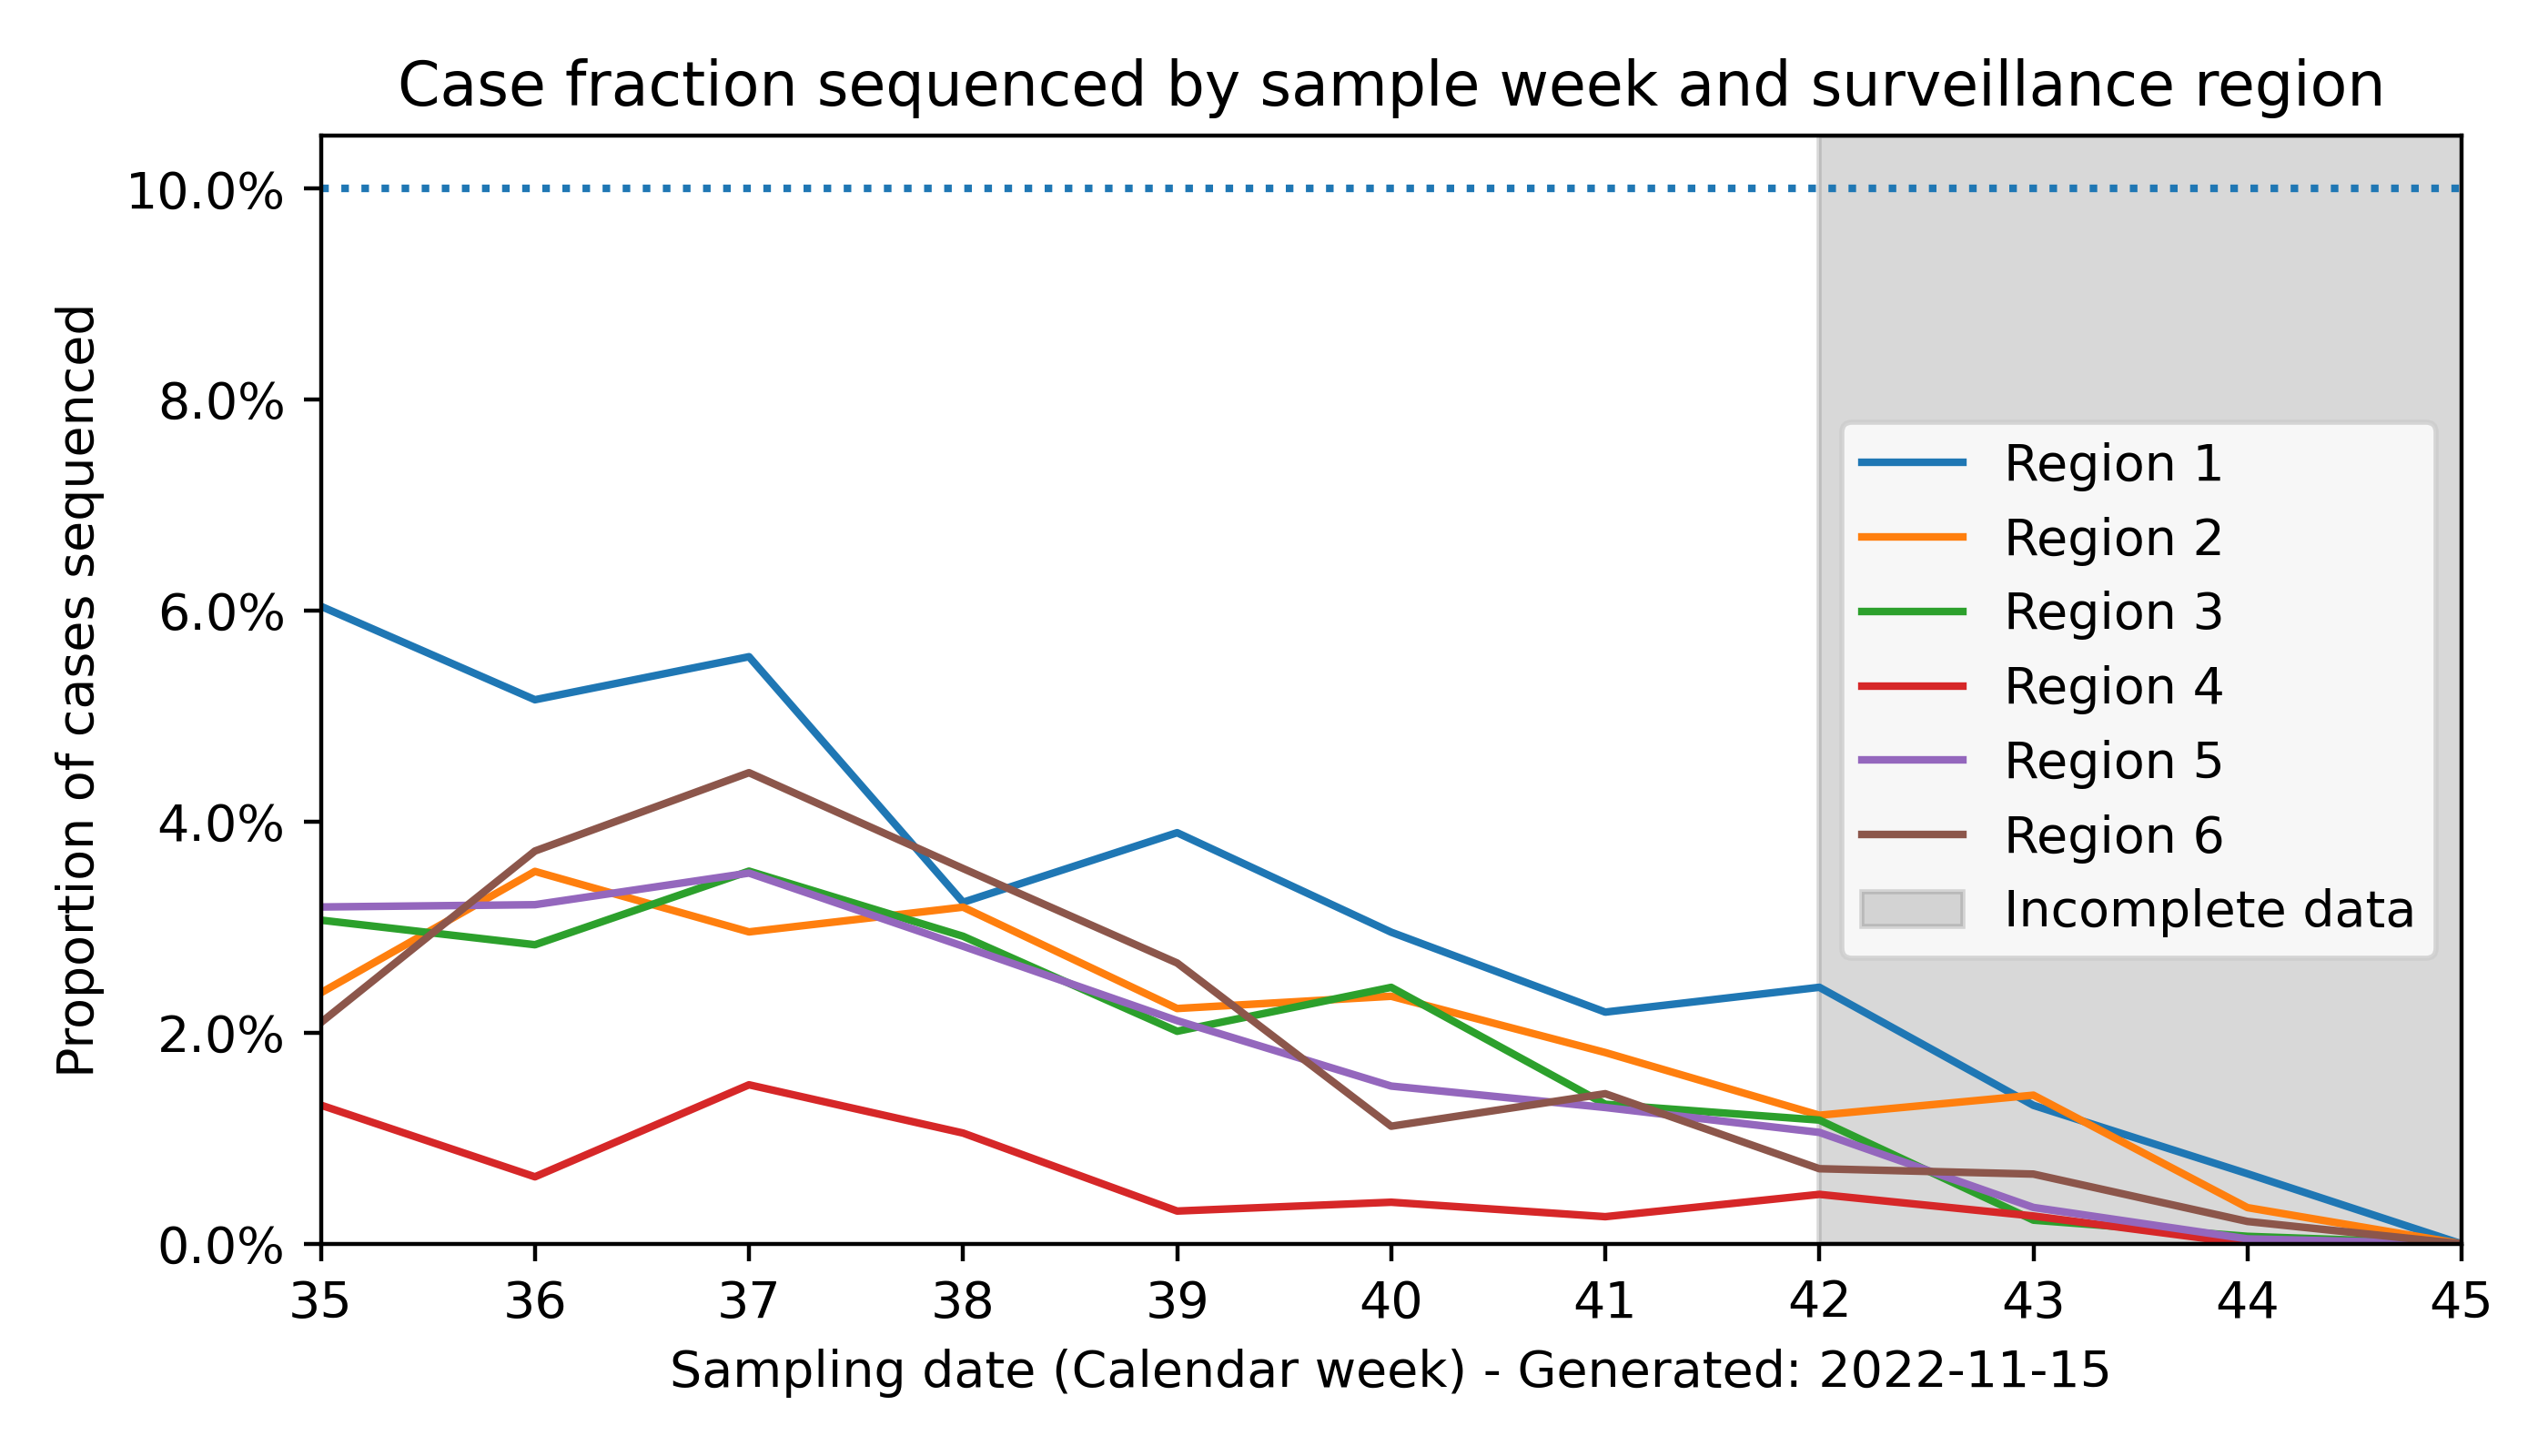 Case fraction sequenced by sample week and surveillance region
Proportion of cases sequenced
10.0%
8.0%
6.0%
4.0%
2.0%
0.0%
Region 1
Region 2
Region 3
Region 4
Region 5
Region 6
Incomplete data
35 36 37 38 39 40 41 42 43 44 45
Sampling date (Calendar week) - Generated: 2022-11-15